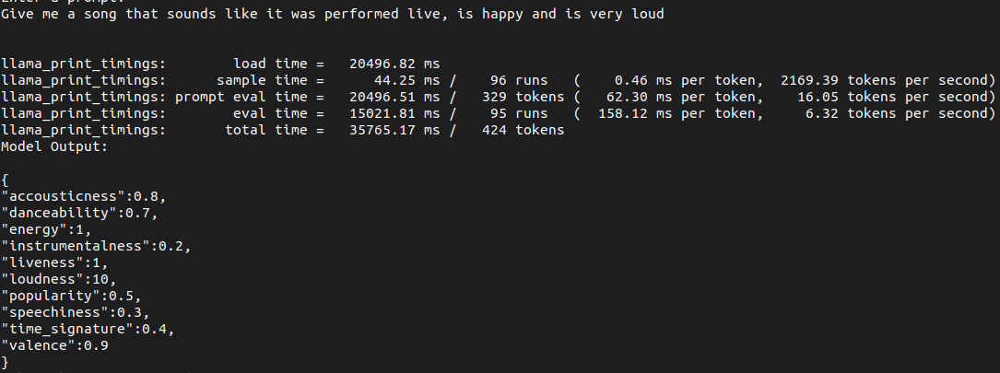 Give me a song that sounds like it was performed live, is happy and is very loud
llama_print_timings:        load time =   20496.82 ms
llama_print_timings:      sample time =      44.25 ms /    96 runs   (    0.46 ms per token,  2169.39 tokens per second)
llama_print_timings: prompt eval time =   20496.51 ms /   329 tokens (   62.30 ms per token,    16.05 tokens per second)
llama_print_timings:        eval time =   15021.81 ms /    95 runs   (  158.12 ms per token,     6.32 tokens per second)
llama_print_timings:       total time =   35765.17 ms /   424 tokens
Model Output:
{
"accousticness":0.8,
"danceability":0.7,
"energy":1,
"instrumentalness":0.2,
"liveness":1,
"loudness":10,
"popularity":0.5,
"speechiness":0.3,
"time_signature":0.4,
"valence":0.9
}